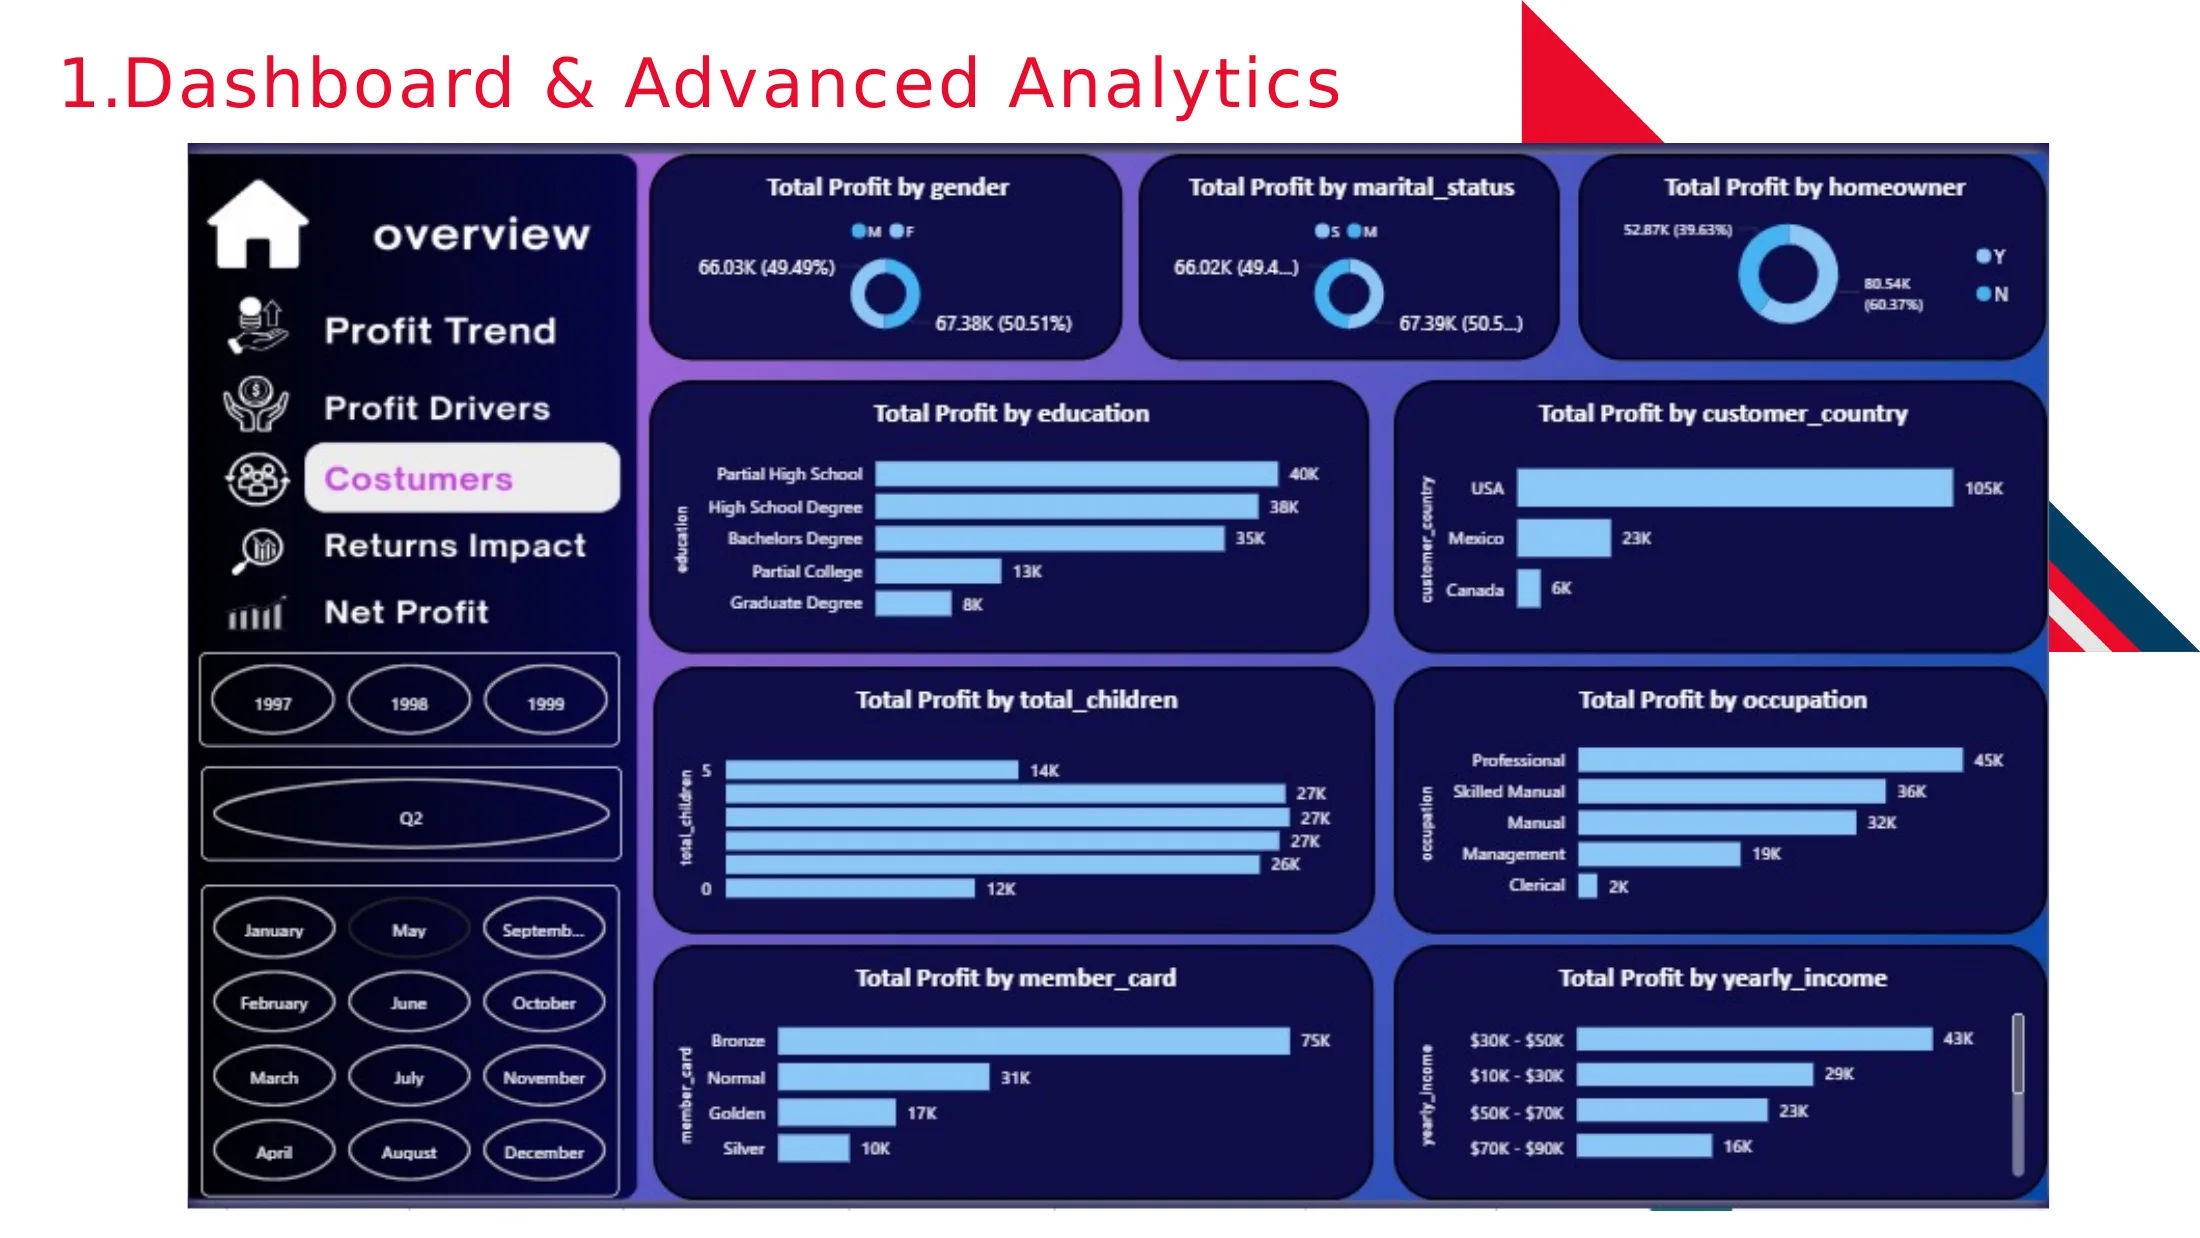 1.Dashboard & Advanced Analytics
overview
Profit Trend
Profit Drivers
Costumers
Returns Impact
Net Profit
1997 1998 1999
Q2
January May Septemb...
February June October
March July November
April August December
Total Profit by gender
M F
66.03K (49.49%)
67.38K (50.51%)
Total Profit by marital_status
S M
66.02K (49.4...)
67.39K (50.5...)
Total Profit by homeowner
52.87K (39.63%)
80.54K
(60.37%)
Y
N
Total Profit by education
education
Partial High School 40K
High School Degree 38K
Bachelors Degree 35K
Partial College 13K
Graduate Degree 8K
Total Profit by customer_country
customer_country
USA 105K
Mexico 23K
Canada 6K
Total Profit by total_children
total_children
5 14K
27K
27K
27K
26K
0 12K
Total Profit by occupation
occupation
Professional 45K
Skilled Manual 36K
Manual 32K
Management 19K
Clerical 2K
Total Profit by member_card
member_card
Bronze 75K
Normal 31K
Golden 17K
Silver 10K
Total Profit by yearly_income
yearly_income
$30K - $50K 43K
$10K - $30K 29K
$50K - $70K 23K
$70K - $90K 16K